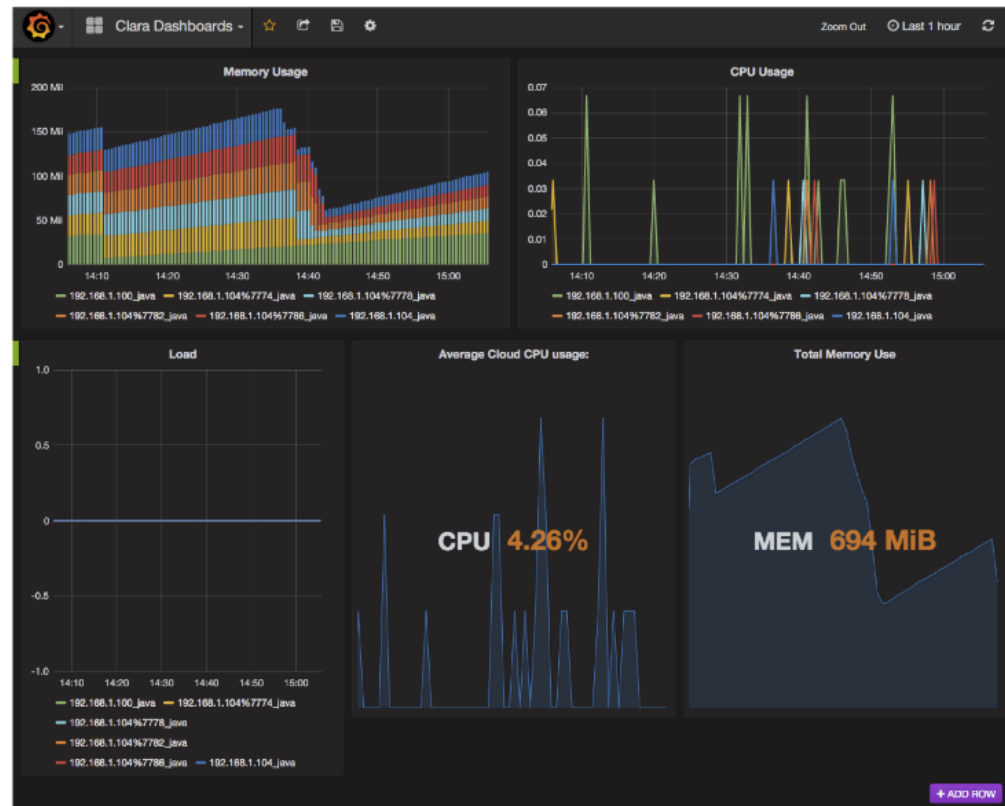 Clara Dashboards
Zoom Out
Last 1 hour
Memory Usage
200 Mil
150 Mil
100 Mil
50 Mil
0
14:10 14:20 14:30 14:40 14:50 15:00
192.168.1.100_java 192.168.1.104%7774_java 192.168.1.104%7778_java
192.168.1.104%7782_java 192.168.1.104%7786_java 192.168.1.104_java
CPU Usage
0.07
0.06
0.05
0.04
0.03
0.02
0.01
0
14:10 14:20 14:30 14:40 14:50 15:00
192.168.1.100_java 192.168.1.104%7774_java 192.168.1.104%7778_java
192.168.1.104%7782_java 192.168.1.104%7786_java 192.168.1.104_java
Load
1.0
0.5
0
-0.5
-1.0
14:10 14:20 14:30 14:40 14:50 15:00
192.168.1.100_java 192.168.1.104%7774_java
192.168.1.104%7778_java
192.168.1.104%7782_java
192.168.1.104%7786_java 192.168.1.104_java
Average Cloud CPU usage:
CPU 4.26%
Total Memory Use
MEM 694 MiB
+ ADD ROW